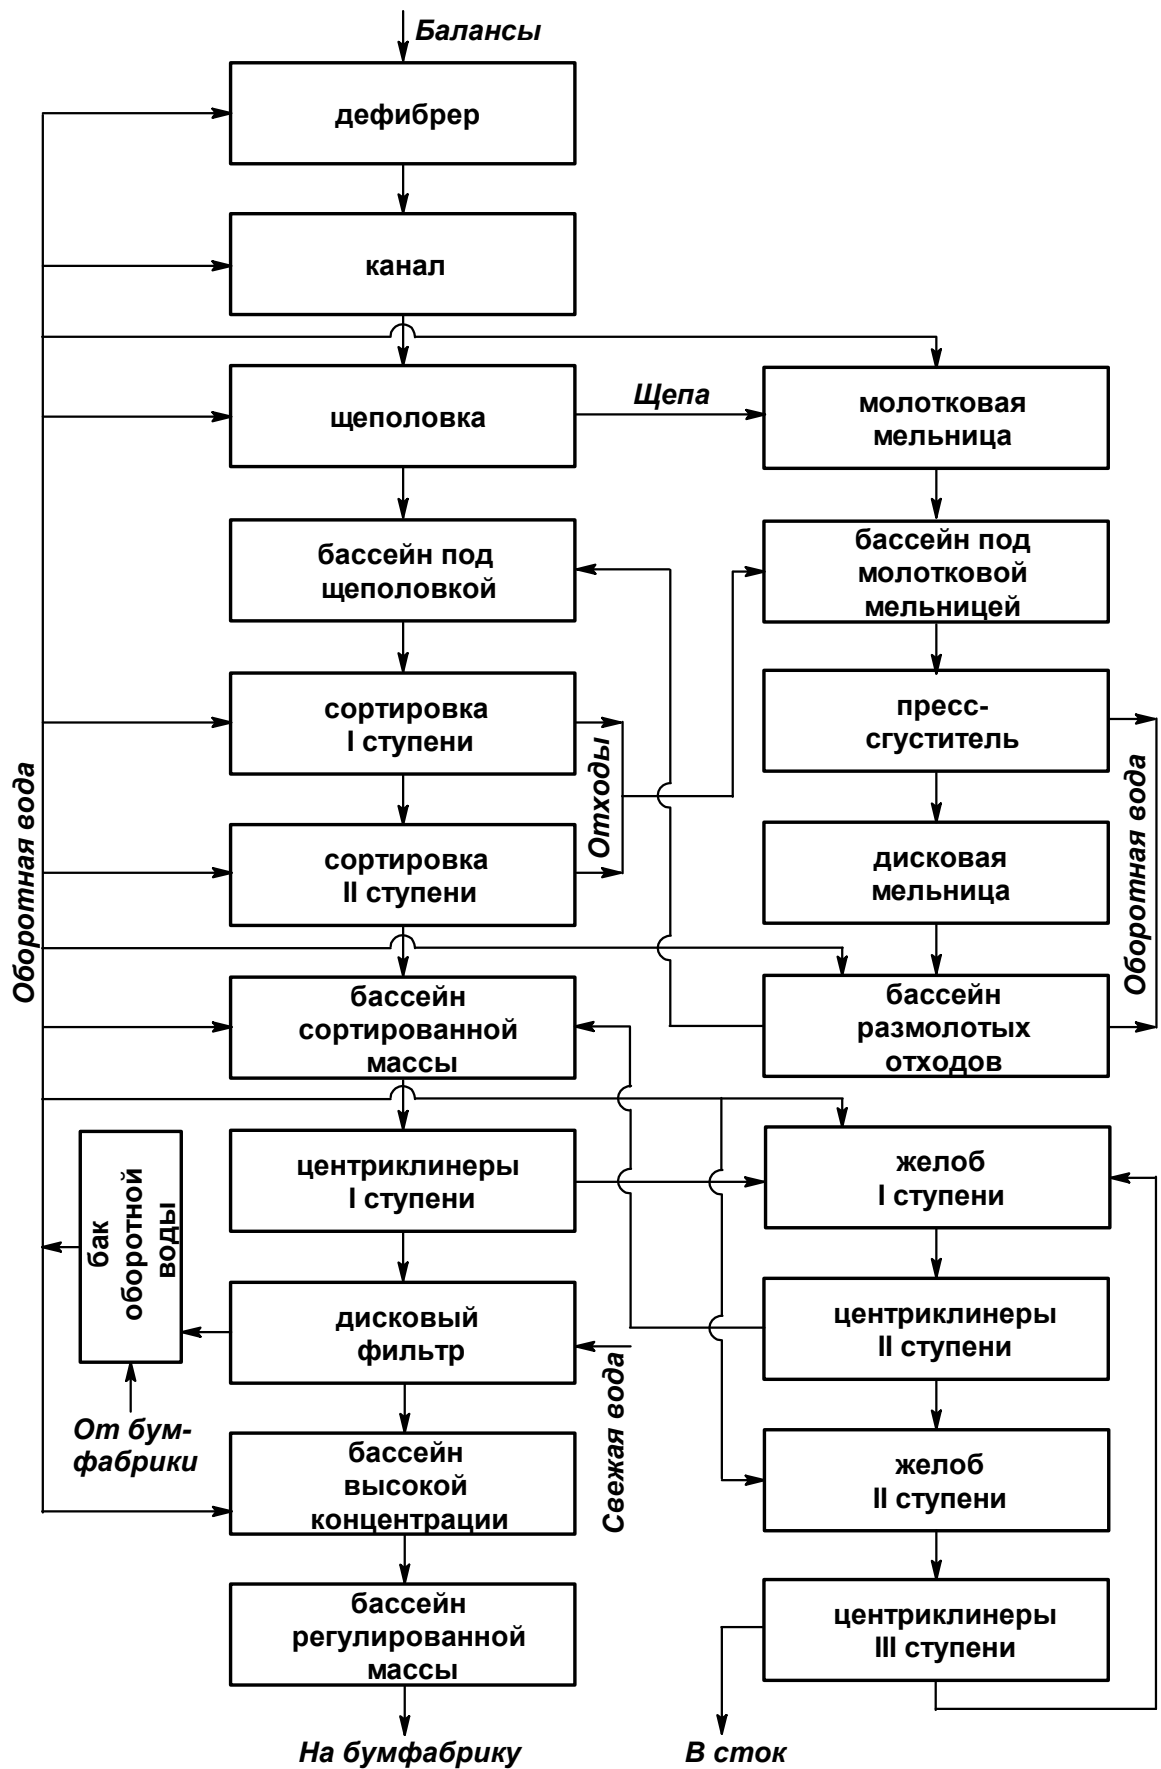 Балансы
дефибрер
канал
щеполовка
Щепа
молотковая
мельница
бассейн под
щеполовкой
бассейн под
молотковой
мельницей
сортировка
I ступени
Отходы
пресс-
сгуститель
Оборотная вода
Оборотная вода
сортировка
II ступени
дисковая
мельница
бассейн
сортированной
массы
бассейн
размолотых
отходов
бак
оборотной
воды
центриклинеры
I ступени
желоб
I ступени
дисковый
фильтр
Свежая вода
центриклинеры
II ступени
От бум-
фабрики
бассейн
высокой
концентрации
желоб
II ступени
бассейн
регулированной
массы
центриклинеры
III ступени
На бумфабрику
В сток